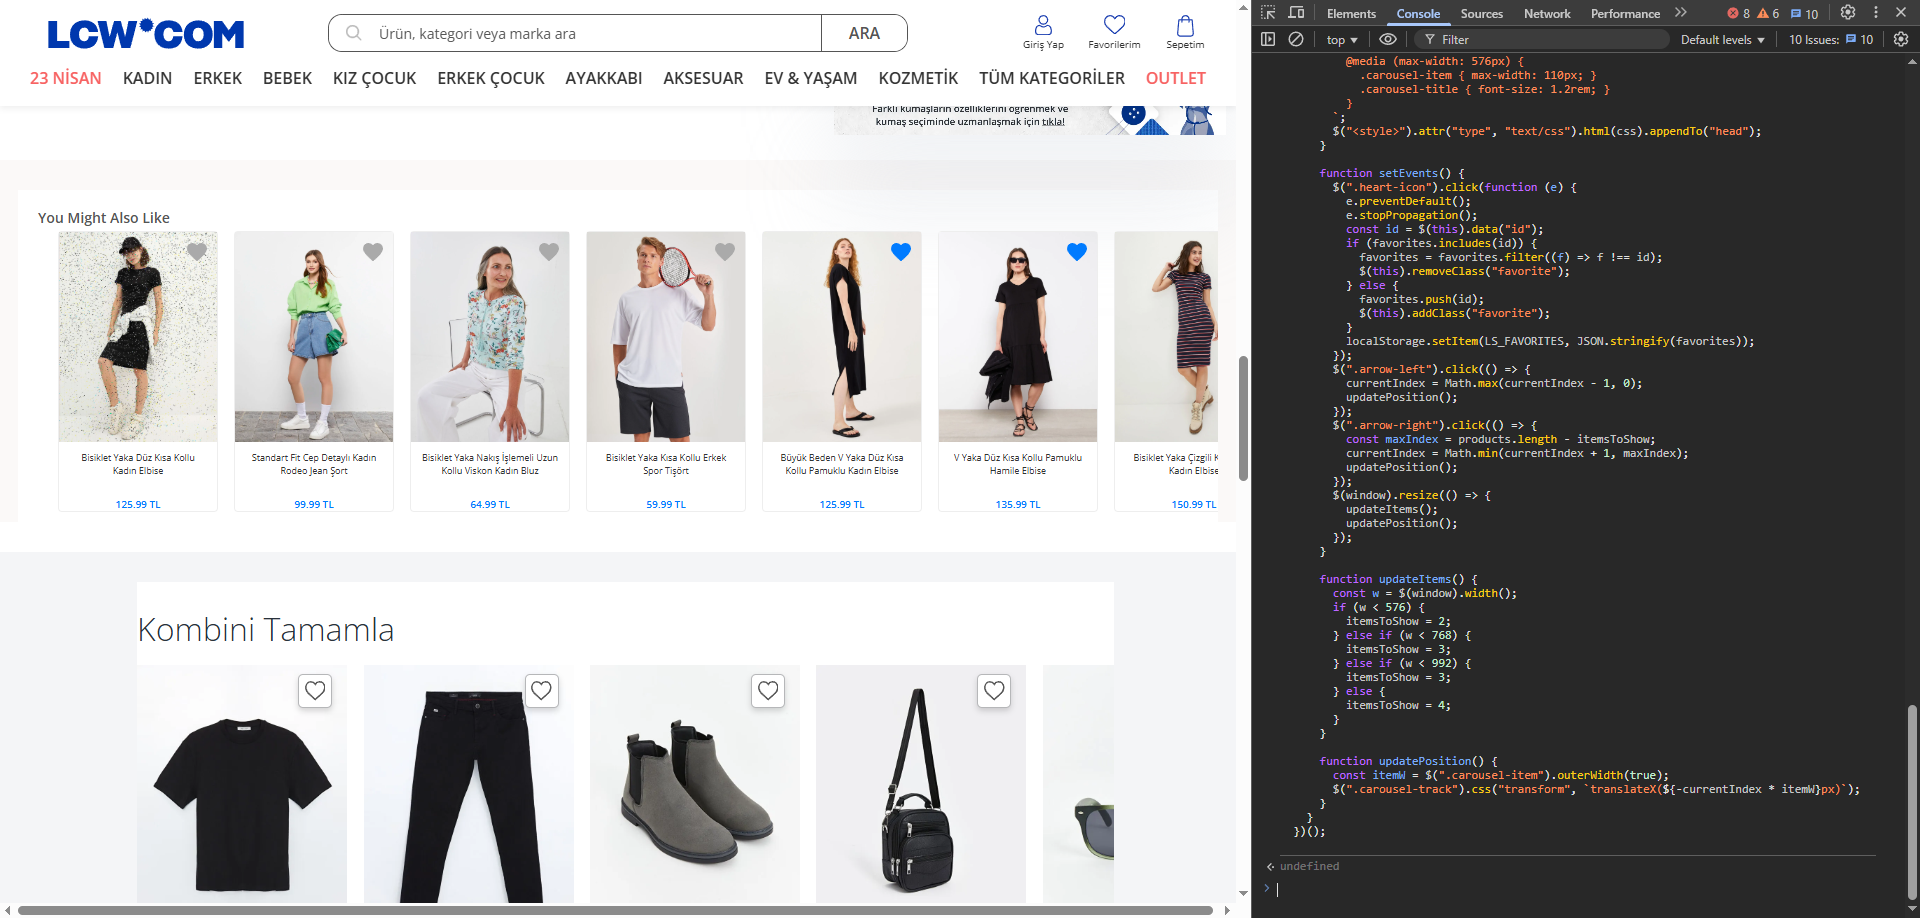 LCW*COM
Ürün, kategori veya marka ara
ARA
Giriş Yap
Favorilerim
Sepetim
23 NİSAN KADIN ERKEK BEBEK KIZ ÇOCUK ERKEK ÇOCUK AYAKKABI AKSESUAR EV & YAŞAM KOZMETİK TÜM KATEGORİLER OUTLET
Farklı kumaşların özelliklerini öğrenmek ve
kumaş seçiminde uzmanlaşmak için tıkla!
You Might Also Like
Bisiklet Yaka Düz Kısa Kollu
Kadın Elbise
125.99 TL
Standart Fit Cep Detaylı Kadın
Rodeo Jean Şort
99.99 TL
Bisiklet Yaka Nakış İşlemeli Uzun
Kollu Viskon Kadın Bluz
64.99 TL
Bisiklet Yaka Kısa Kollu Erkek
Spor Tişört
59.99 TL
Büyük Beden V Yaka Düz Kısa
Kollu Pamuklu Kadın Elbise
125.99 TL
V Yaka Düz Kısa Kollu Pamuklu
Hamile Elbise
135.99 TL
Bisiklet Yaka Çizgili K
Kadın Elbise
150.99 TL
Kombini Tamamla
Elements Console Sources Network Performance 8 6 10
top Filter Default levels 10 Issues: 10
@media (max-width: 576px) {
.carousel-item { max-width: 110px; }
.carousel-title { font-size: 1.2rem; }
}
`;
$("<style>").attr("type", "text/css").html(css).appendTo("head");
}
function setEvents() {
$(".heart-icon").click(function (e) {
e.preventDefault();
e.stopPropagation();
const id = $(this).data("id");
if (favorites.includes(id)) {
favorites = favorites.filter((f) => f !== id);
$(this).removeClass("favorite");
} else {
favorites.push(id);
$(this).addClass("favorite");
}
localStorage.setItem(LS_FAVORITES, JSON.stringify(favorites));
});
$(".arrow-left").click(() => {
currentIndex = Math.max(currentIndex - 1, 0);
updatePosition();
});
$(".arrow-right").click(() => {
const maxIndex = products.length - itemsToShow;
currentIndex = Math.min(currentIndex + 1, maxIndex);
updatePosition();
});
$(window).resize(() => {
updateItems();
updatePosition();
});
}
function updateItems() {
const w = $(window).width();
if (w < 576) {
itemsToShow = 2;
} else if (w < 768) {
itemsToShow = 3;
} else if (w < 992) {
itemsToShow = 3;
} else {
itemsToShow = 4;
}
}
function updatePosition() {
const itemW = $(".carousel-item").outerWidth(true);
$(".carousel-track").css("transform", `translateX(${-currentIndex * itemW}px)`);
}
}
})();
undefined